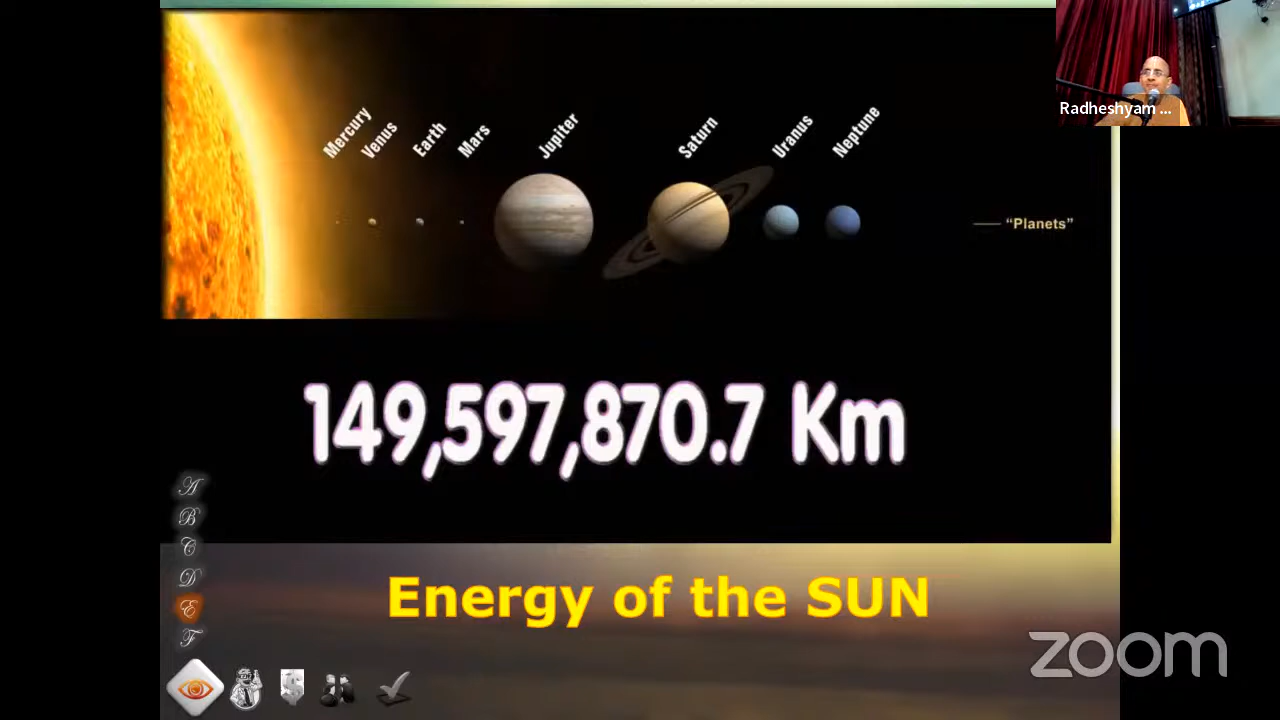 Radheshyam ...
Mercury
Venus
Earth
Mars
Jupiter
Saturn
Uranus
Neptune
“Planets”
149,597,870.7 Km
A
B
C
D
E
F
Energy of the SUN
zoom